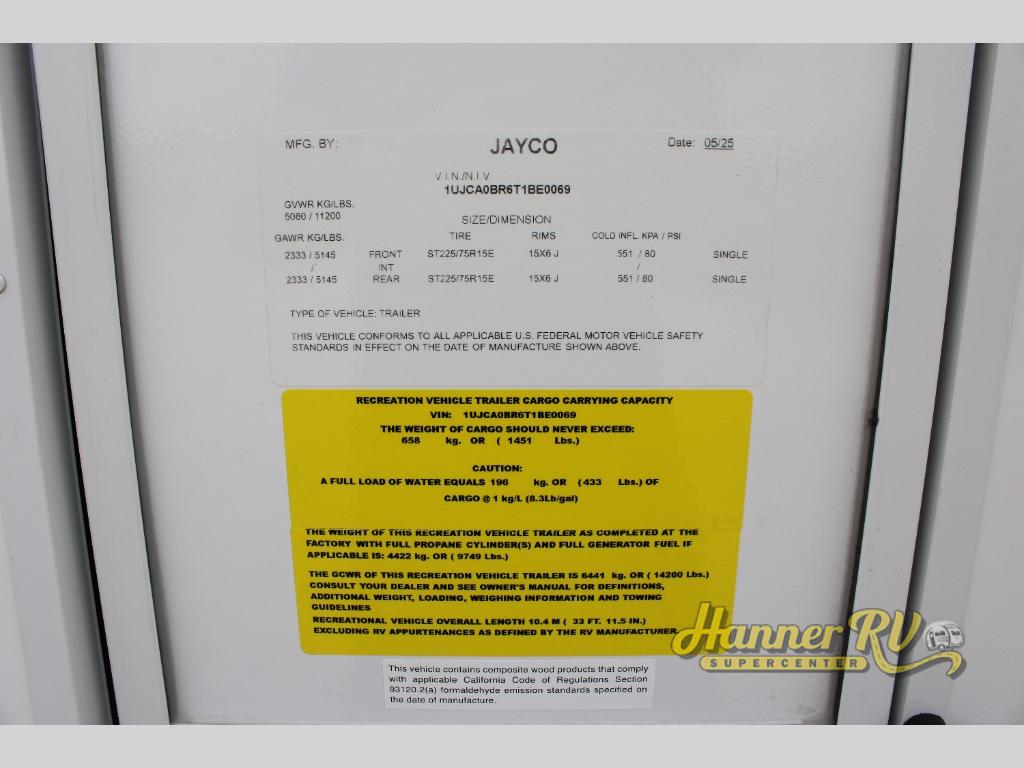 MFG. BY: JAYCO Date: 05/25
V.I.N./N.I.V
1UJCA0BR6T1BE0069
GVWR KG/LBS.
5080 / 11200
SIZE/DIMENSION
GAWR KG/LBS. TIRE RIMS COLD INFL. KPA / PSI
2333 / 5145 FRONT ST225/75R15E 15X6 J 551 / 80 SINGLE
/ INT /
2333 / 5145 REAR ST225/75R15E 15X6 J 551 / 80 SINGLE
TYPE OF VEHICLE: TRAILER
THIS VEHICLE CONFORMS TO ALL APPLICABLE U.S. FEDERAL MOTOR VEHICLE SAFETY
STANDARDS IN EFFECT ON THE DATE OF MANUFACTURE SHOWN ABOVE.
RECREATION VEHICLE TRAILER CARGO CARRYING CAPACITY
VIN: 1UJCA0BR6T1BE0069
THE WEIGHT OF CARGO SHOULD NEVER EXCEED:
658 kg. OR ( 1451 Lbs.)
CAUTION:
A FULL LOAD OF WATER EQUALS 196 kg. OR (433 Lbs.) OF
CARGO @ 1 kg/L (8.3Lb/gal)
THE WEIGHT OF THIS RECREATION VEHICLE TRAILER AS COMPLETED AT THE
FACTORY WITH FULL PROPANE CYLINDER(S) AND FULL GENERATOR FUEL IF
APPLICABLE IS: 4422 kg. OR ( 9749 Lbs.)
THE GCWR OF THIS RECREATION VEHICLE TRAILER IS 6441 kg. OR ( 14200 Lbs.)
CONSULT YOUR DEALER AND SEE OWNER'S MANUAL FOR DEFINITIONS,
ADDITIONAL WEIGHT, LOADING, WEIGHING INFORMATION AND TOWING
GUIDELINES
RECREATIONAL VEHICLE OVERALL LENGTH 10.4 M ( 33 FT. 11.5 IN.)
EXCLUDING RV APPURTENANCES AS DEFINED BY THE RV MANUFACTURER
Hanner RV
SUPERCENTER
This vehicle contains composite wood products that comply
with applicable California Code of Regulations Section
93120.2(a) formaldehyde emission standards specified on
the date of manufacture.